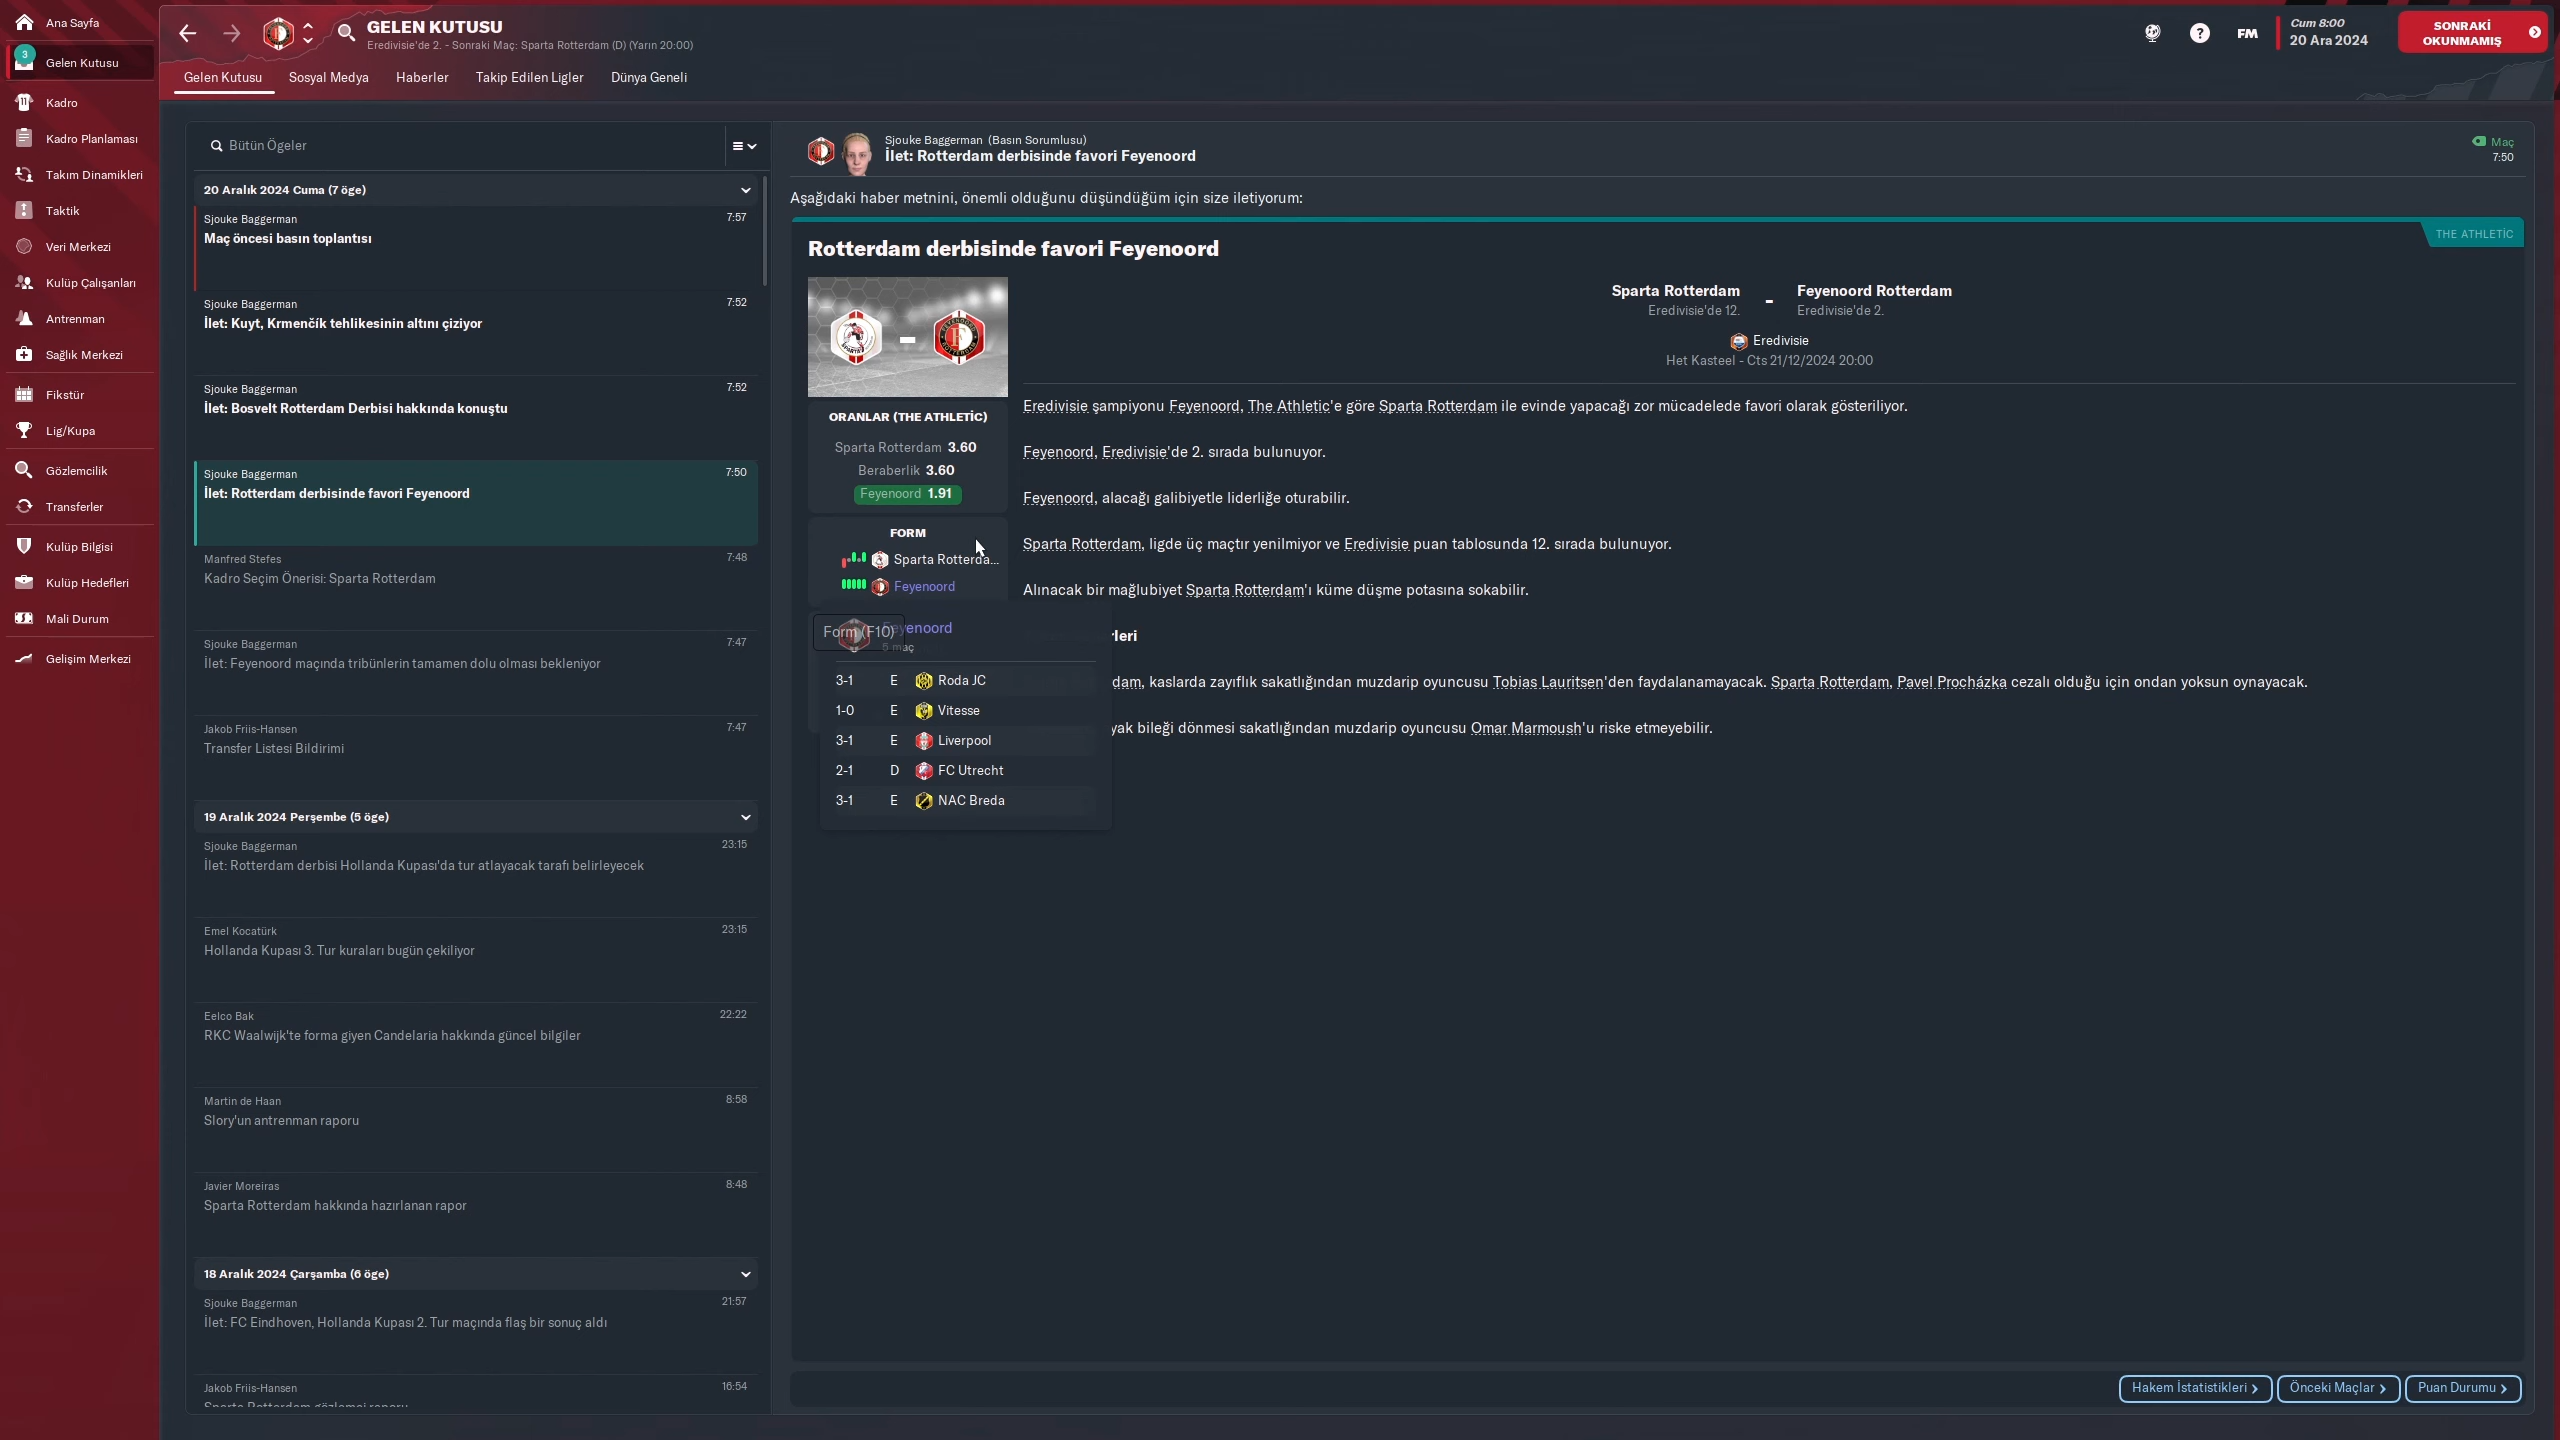 Ana Sayfa
3
Gelen Kutusu
Kadro
Kadro Planlaması
Takım Dinamikleri
Taktik
Veri Merkezi
Kulüp Çalışanları
Antrenman
Sağlık Merkezi
Fikstür
Lig/Kupa
Gözlemcilik
Transferler
Kulüp Bilgisi
Kulüp Hedefleri
Mali Durum
Gelişim Merkezi
GELEN KUTUSU
Eredivisie'de 2. - Sonraki Maç: Sparta Rotterdam (D) (Yarın 20:00)
FM
Cum 8:00
20 Ara 2024
SONRAKİ
OKUNMAMIŞ
Gelen Kutusu
Sosyal Medya
Haberler
Takip Edilen Ligler
Dünya Geneli
Bütün Ögeler
20 Aralık 2024 Cuma (7 öge)
Sjouke Baggerman 7:57
Maç öncesi basın toplantısı
Sjouke Baggerman 7:52
İlet: Kuyt, Krmenčík tehlikesinin altını çiziyor
Sjouke Baggerman 7:52
İlet: Bosvelt Rotterdam Derbisi hakkında konuştu
Sjouke Baggerman 7:50
İlet: Rotterdam derbisinde favori Feyenoord
Manfred Stefes 7:48
Kadro Seçim Önerisi: Sparta Rotterdam
Sjouke Baggerman 7:47
İlet: Feyenoord maçında tribünlerin tamamen dolu olması bekleniyor
Jakob Friis-Hansen 7:47
Transfer Listesi Bildirimi
19 Aralık 2024 Perşembe (5 öge)
Sjouke Baggerman 23:15
İlet: Rotterdam derbisi Hollanda Kupası'da tur atlayacak tarafı belirleyecek
Emel Kocatürk 23:15
Hollanda Kupası 3. Tur kuraları bugün çekiliyor
Eelco Bak 22:22
RKC Waalwijk'te forma giyen Candelaria hakkında güncel bilgiler
Martin de Haan 8:58
Slory'un antrenman raporu
Javier Moreiras 8:48
Sparta Rotterdam hakkında hazırlanan rapor
18 Aralık 2024 Çarşamba (6 öge)
Sjouke Baggerman 21:57
İlet: FC Eindhoven, Hollanda Kupası 2. Tur maçında flaş bir sonuç aldı
Jakob Friis-Hansen 16:54
Sparta Rotterdam gözlemci raporu
Sjouke Baggerman (Basın Sorumlusu)
İlet: Rotterdam derbisinde favori Feyenoord
Maç
7:50
Aşağıdaki haber metnini, önemli olduğunu düşündüğüm için size iletiyorum:
THE ATHLETİC
Rotterdam derbisinde favori Feyenoord
Sparta Rotterdam - Feyenoord Rotterdam
Eredivisie'de 12. Eredivisie'de 2.
Eredivisie
Het Kasteel - Cts 21/12/2024 20:00
ORANLAR (THE ATHLETİC)
Sparta Rotterdam 3.60
Beraberlik 3.60
Feyenoord 1.91
FORM
Sparta Rotterda...
Feyenoord
Form (F10)
yenoord
5 maç
3-1 E Roda JC
1-0 E Vitesse
3-1 E Liverpool
2-1 D FC Utrecht
3-1 E NAC Breda
Eredivisie şampiyonu Feyenoord, The Athletic'e göre Sparta Rotterdam ile evinde yapacağı zor mücadelede favori olarak gösteriliyor.
Feyenoord, Eredivisie'de 2. sırada bulunuyor.
Feyenoord, alacağı galibiyetle liderliğe oturabilir.
Sparta Rotterdam, ligde üç maçtır yenilmiyor ve Eredivisie puan tablosunda 12. sırada bulunuyor.
Alınacak bir mağlubiyet Sparta Rotterdam'ı küme düşme potasına sokabilir.
leri
dam, kaslarda zayıflık sakatlığından muzdarip oyuncusu Tobias Lauritsen'den faydalanamayacak. Sparta Rotterdam, Pavel Procházka cezalı olduğu için ondan yoksun oynayacak.
yak bileği dönmesi sakatlığından muzdarip oyuncusu Omar Marmoush'u riske etmeyebilir.
Hakem İstatistikleri
Önceki Maçlar
Puan Durumu